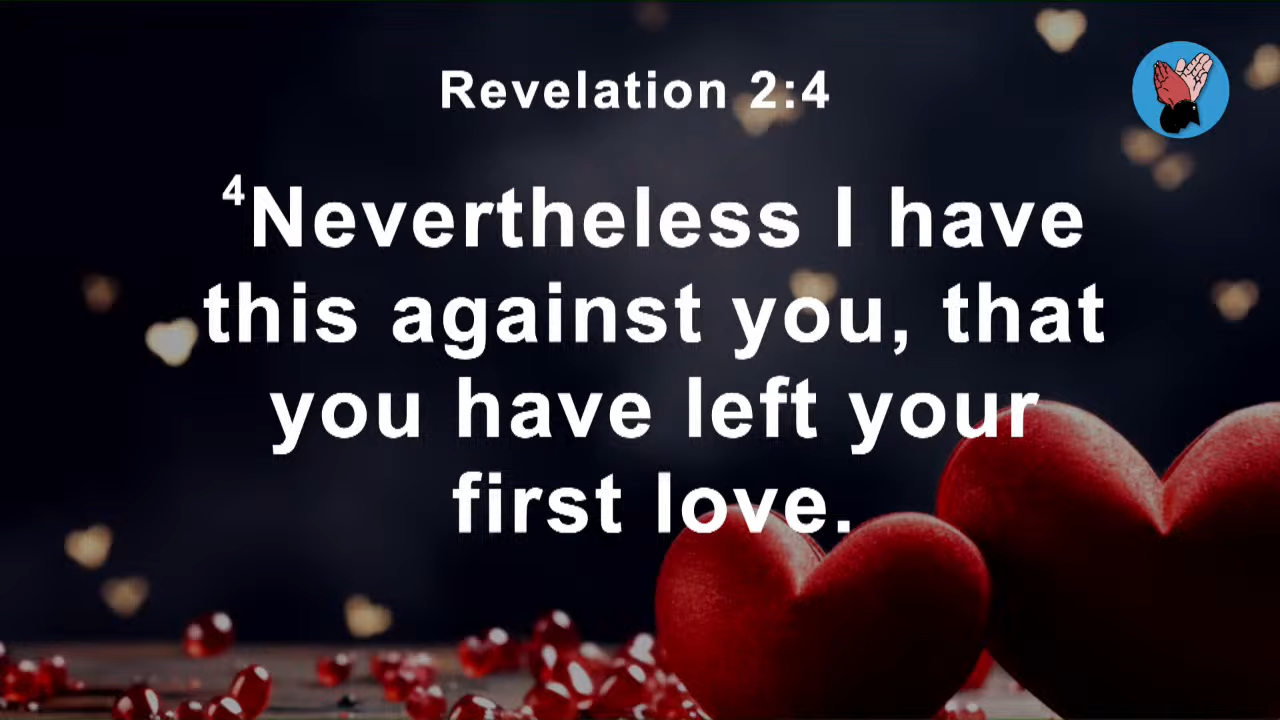 Revelation 2:4
4Nevertheless I have
this against you, that
you have left your
first love.